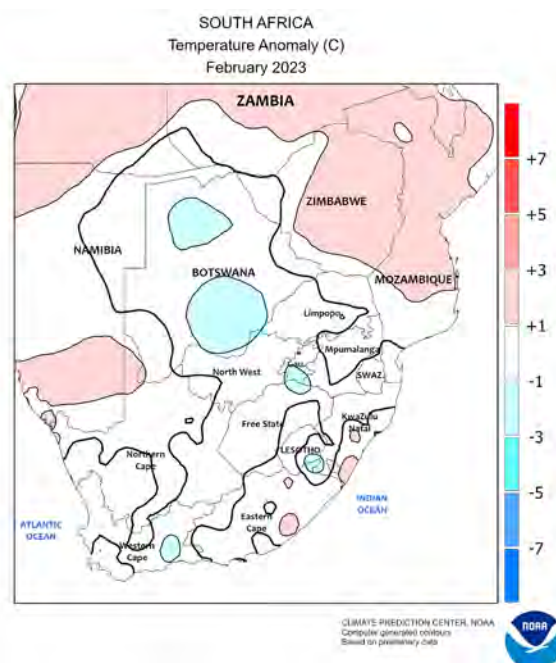 SOUTH AFRICA
Temperature Anomaly (C)
February 2023
ZAMBIA
ZIMBABWE
NAMIBIA
BOTSWANA
MOZAMBIQUE
Limpopo
Mpumalanga
North West
SWAZ.
Free State
KwaZulu
Natal
LESOTHO
Northern
Cape
Eastern
Cape
Western
Cape
ATLANTIC
OCEAN
INDIAN
OCEAN
+7
+5
+3
+1
-1
-3
-5
-7
CLIMATE PREDICTION CENTER, NOAA
Computer generated contours
Based on preliminary data
NOAA